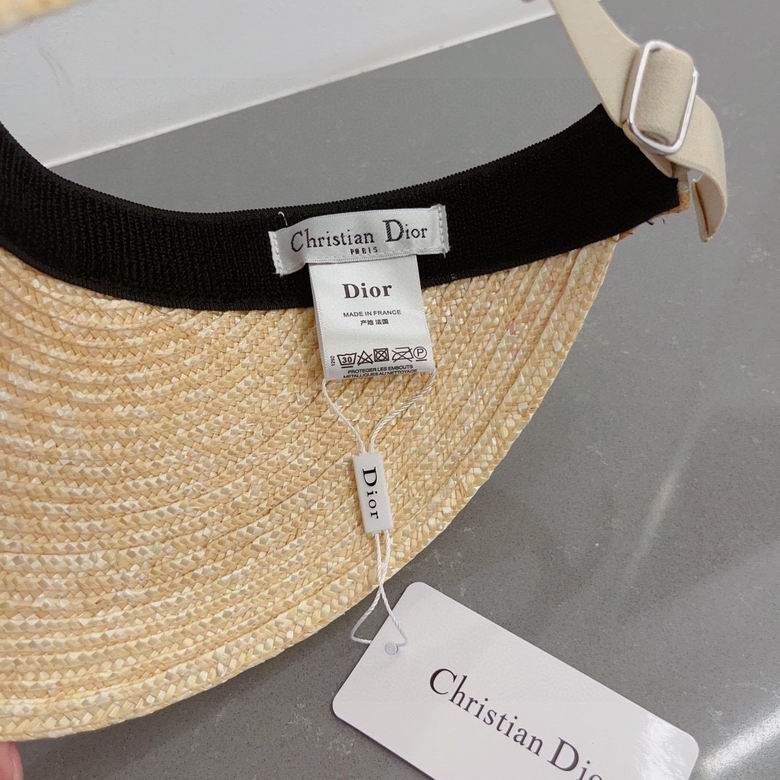 Christian Dior
PARIS
Dior
MADE IN FRANCE
产地 法国
30 P
PROTEGER LES EMBOUTS
METALLIQUES AU NETTOYAGE
Dior
Christian Dio